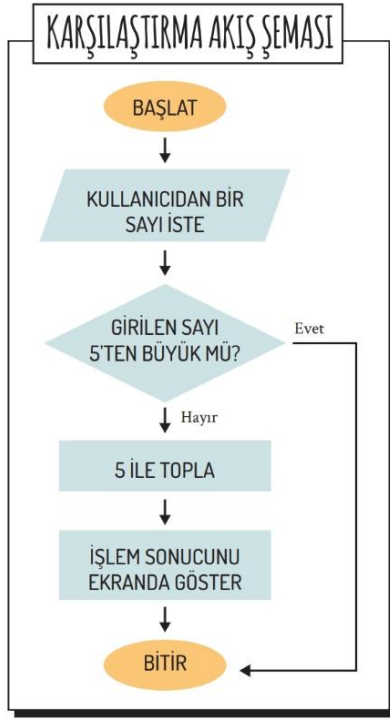 KARŞILAŞTIRMA AKIŞ ŞEMASI
BAŞLAT
KULLANICIDAN BİR
SAYI İSTE
GİRİLEN SAYI
5'TEN BÜYÜK MÜ?
Evet
Hayır
5 İLE TOPLA
İŞLEM SONUCUNU
EKRANDA GÖSTER
BİTİR